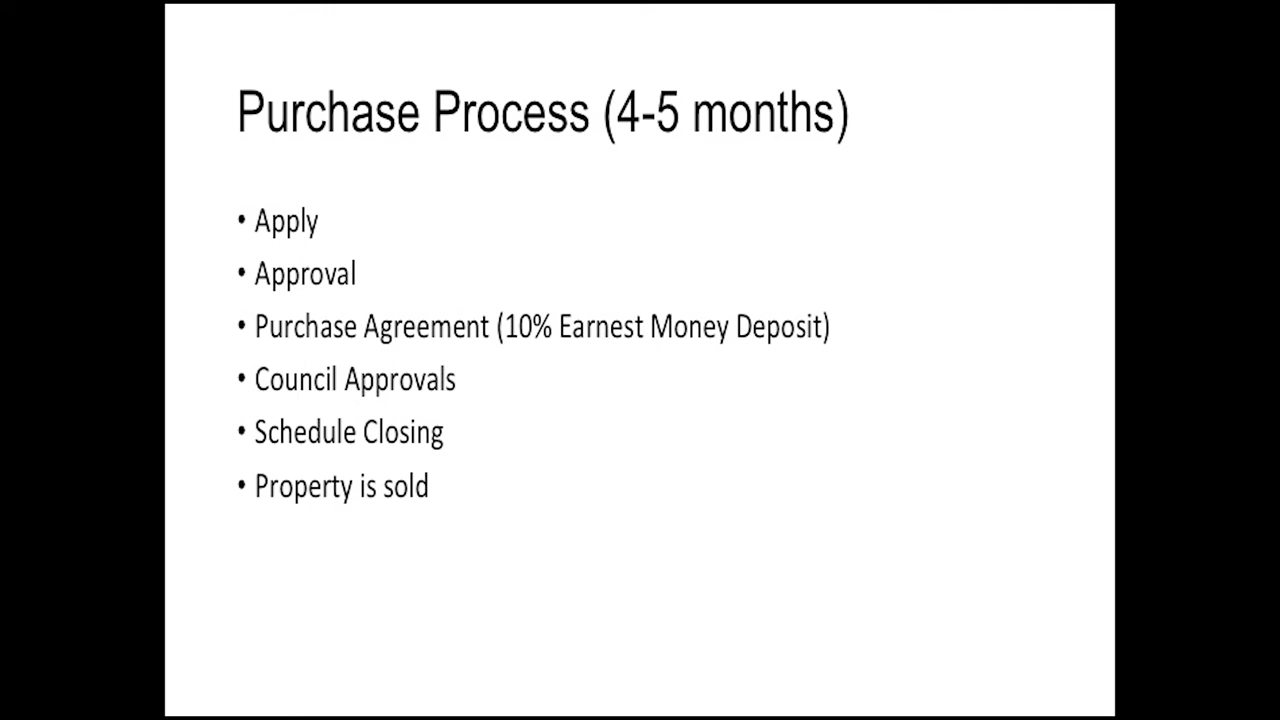 Purchase Process (4-5 months)
• Apply
• Approval
• Purchase Agreement (10% Earnest Money Deposit)
• Council Approvals
• Schedule Closing
• Property is sold